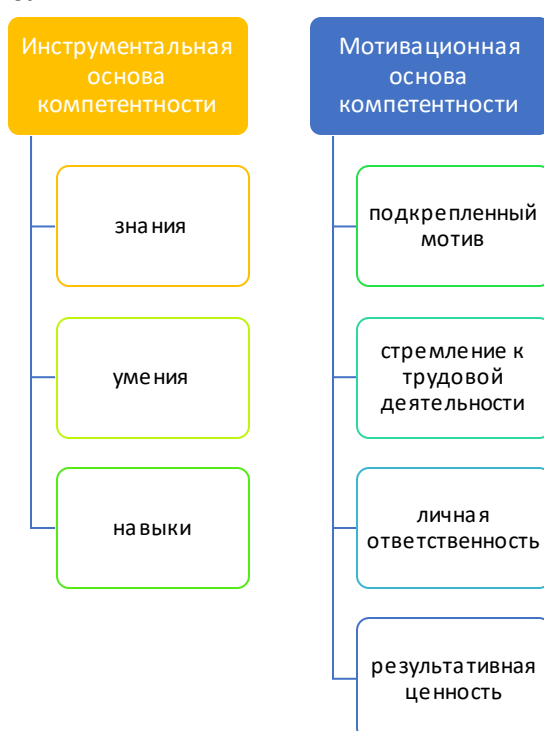 Инструментальная
основа
компетентности
знания
умения
навыки
Мотивационная
основа
компетентности
подкрепленный
мотив
стремление к
трудовой
деятельности
личная
ответственность
результативная
ценность